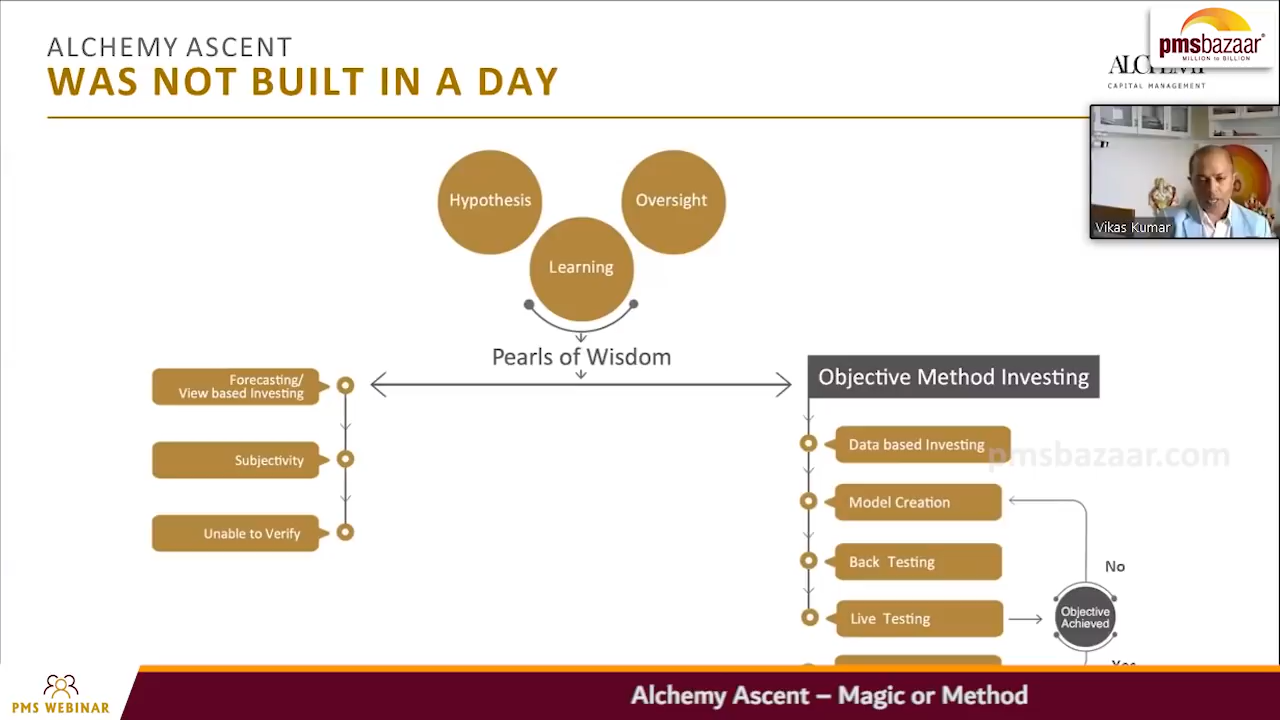 ALCHEMY ASCENT
WAS NOT BUILT IN A DAY
pmsbazaar®
MILLION to BILLION
CAPITAL MANAGEMENT
Vikas Kumar
Hypothesis
Oversight
Learning
Pearls of Wisdom
Forecasting/
View based Investing
Subjectivity
Unable to Verify
Objective Method Investing
Data based Investing
pmsbazaar.com
Model Creation
Back Testing
No
Live Testing
Objective
Achieved
PMS WEBINAR
Alchemy Ascent – Magic or Method